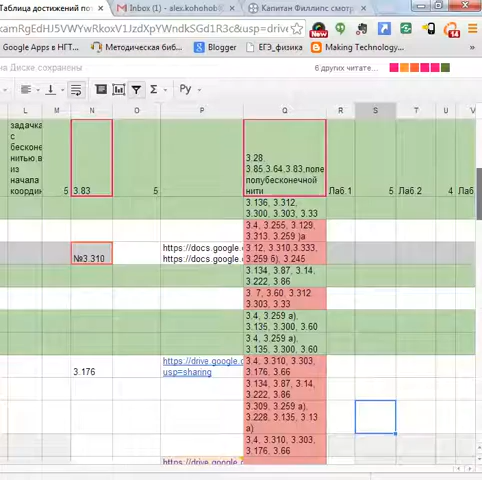 Таблица достижений пот
Inbox (5) - alex.kohohob
Капитан Филлипс смотр
New
14
amRgEdHJ5VWYwRkoxV1JzdXpYWndkSGd1R3c&usp=drive
Google Apps в НГТ...
Методическая биб...
Blogger
ЕГЭ_физика
Making Technology...
на Диске сохранены
6 других читате...
Ру
L M N O P Q R S T U V
задачка
с
бесконе
нитью.в
из
начала
коордиі 5
3.83
5
3.28,
3.85,3.64,3.83,поле
полубесконечной
нити
Лаб.1
5
Лаб.2
4
Лаб
3.136, 3.312,
3.300, 3.303, 3.33
3.4, 3.255, 3.129,
3.313, 3.259 )а
№3.310
https://docs.google.c
https://docs.google.c
3.12, 3.310,3.333,
3.259 б), 3.245
3.134, 3.87, 3.14,
3.222, 3.86
3. 7, 3.60, 3.312,
3.303, 3.33
3.4, 3.259 а),
3.135, 3.300, 3.60
3.4, 3.259 а),
3.135, 3.300, 3.60
3.176
https://drive.google.c
usp=sharing
3.4, 3.310, 3.303,
3.176, 3.66
3.134, 3.87, 3.14,
3.222, 3.86
3.309, 3.259 а),
3.228, 3.135, 3.13
а)
3.4, 3.310, 3.303,
3.176, 3.66
https://drive.google.